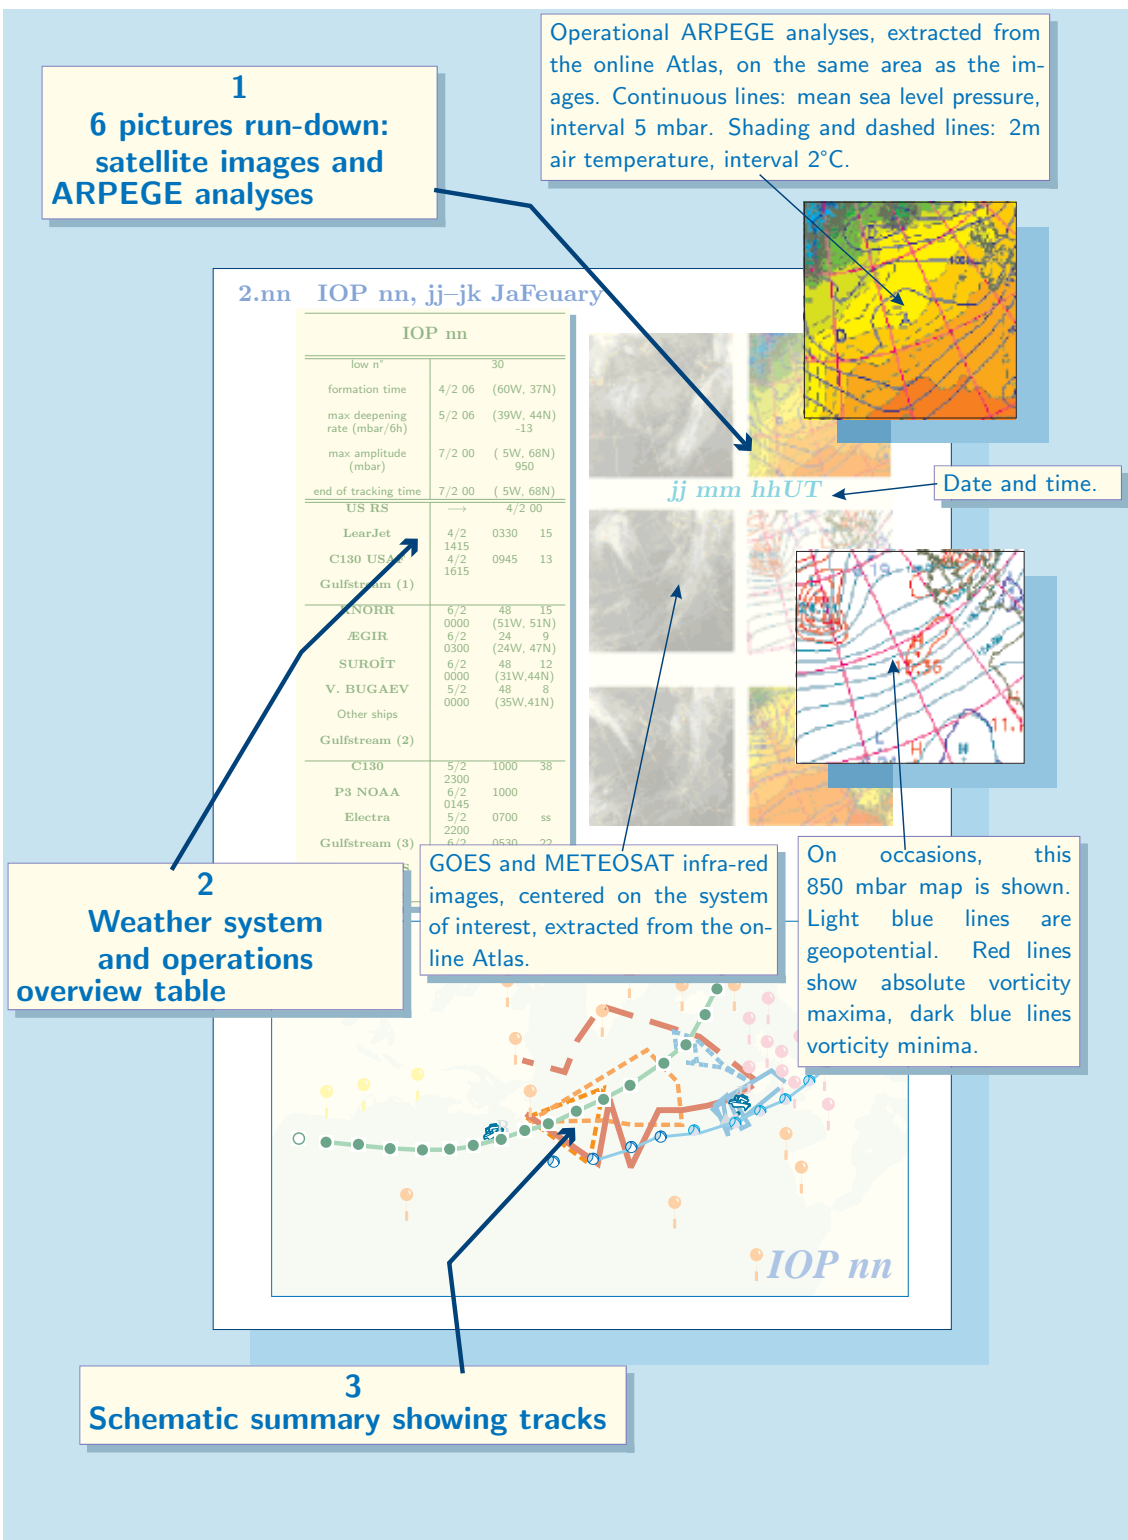 Operational ARPEGE analyses, extracted from
the online Atlas, on the same area as the im-
ages. Continuous lines: mean sea level pressure,
interval 5 mbar. Shading and dashed lines: 2m
air temperature, interval 2°C.
1
6 pictures run-down:
satellite images and
ARPEGE analyses
2.nn IOP nn, jj–jk JaFeuary
IOP nn
low n° 30
formation time 4/2 06 (60W, 37N)
max deepening 5/2 06 (39W, 44N)
rate (mbar/6h) -13
max amplitude 7/2 00 ( 5W, 68N)
(mbar) 950
end of tracking time 7/2 00 ( 5W, 68N)
US RS → 4/2 00
LearJet 4/2 0330 15
1415
C130 USAF 4/2 0945 13
1615
Gulfstream (1)
KNORR 6/2 48 15
0000 (51W, 51N)
ÆGIR 6/2 24 9
0300 (24W, 47N)
SUROÎT 6/2 48 12
0000 (31W,44N)
V. BUGAEV 5/2 48 8
0000 (35W,41N)
Other ships
Gulfstream (2)
C130 5/2 1000 38
2300
P3 NOAA 6/2 1000
0145
Electra 5/2 0700 ss
2200
Gulfstream (3) 6/2 0530 22
D
jj mm hhUT
Date and time.
H
L
H
H
11.
GOES and METEOSAT infra-red
images, centered on the system
of interest, extracted from the on-
line Atlas.
On occasions, this
850 mbar map is shown.
Light blue lines are
geopotential. Red lines
show absolute vorticity
maxima, dark blue lines
vorticity minima.
2
Weather system
and operations
overview table
IOP nn
3
Schematic summary showing tracks